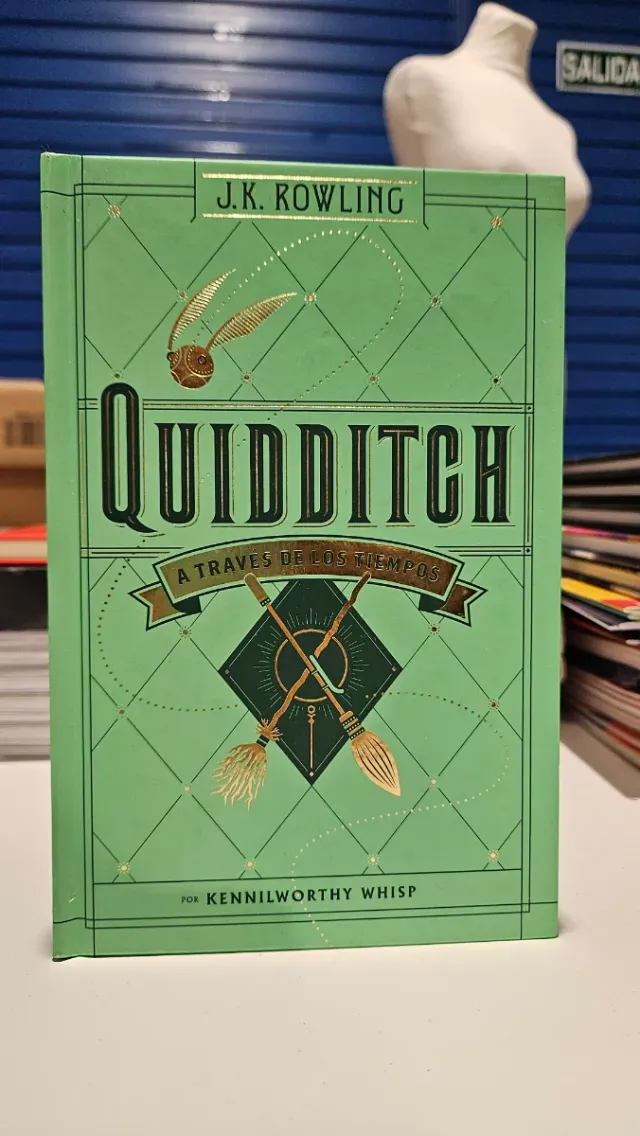 SALIDA
J.K. ROWLING
QUIDDITCH
A TRAVÉS DE LOS TIEMPOS
POR KENNILWORTHY WHISP